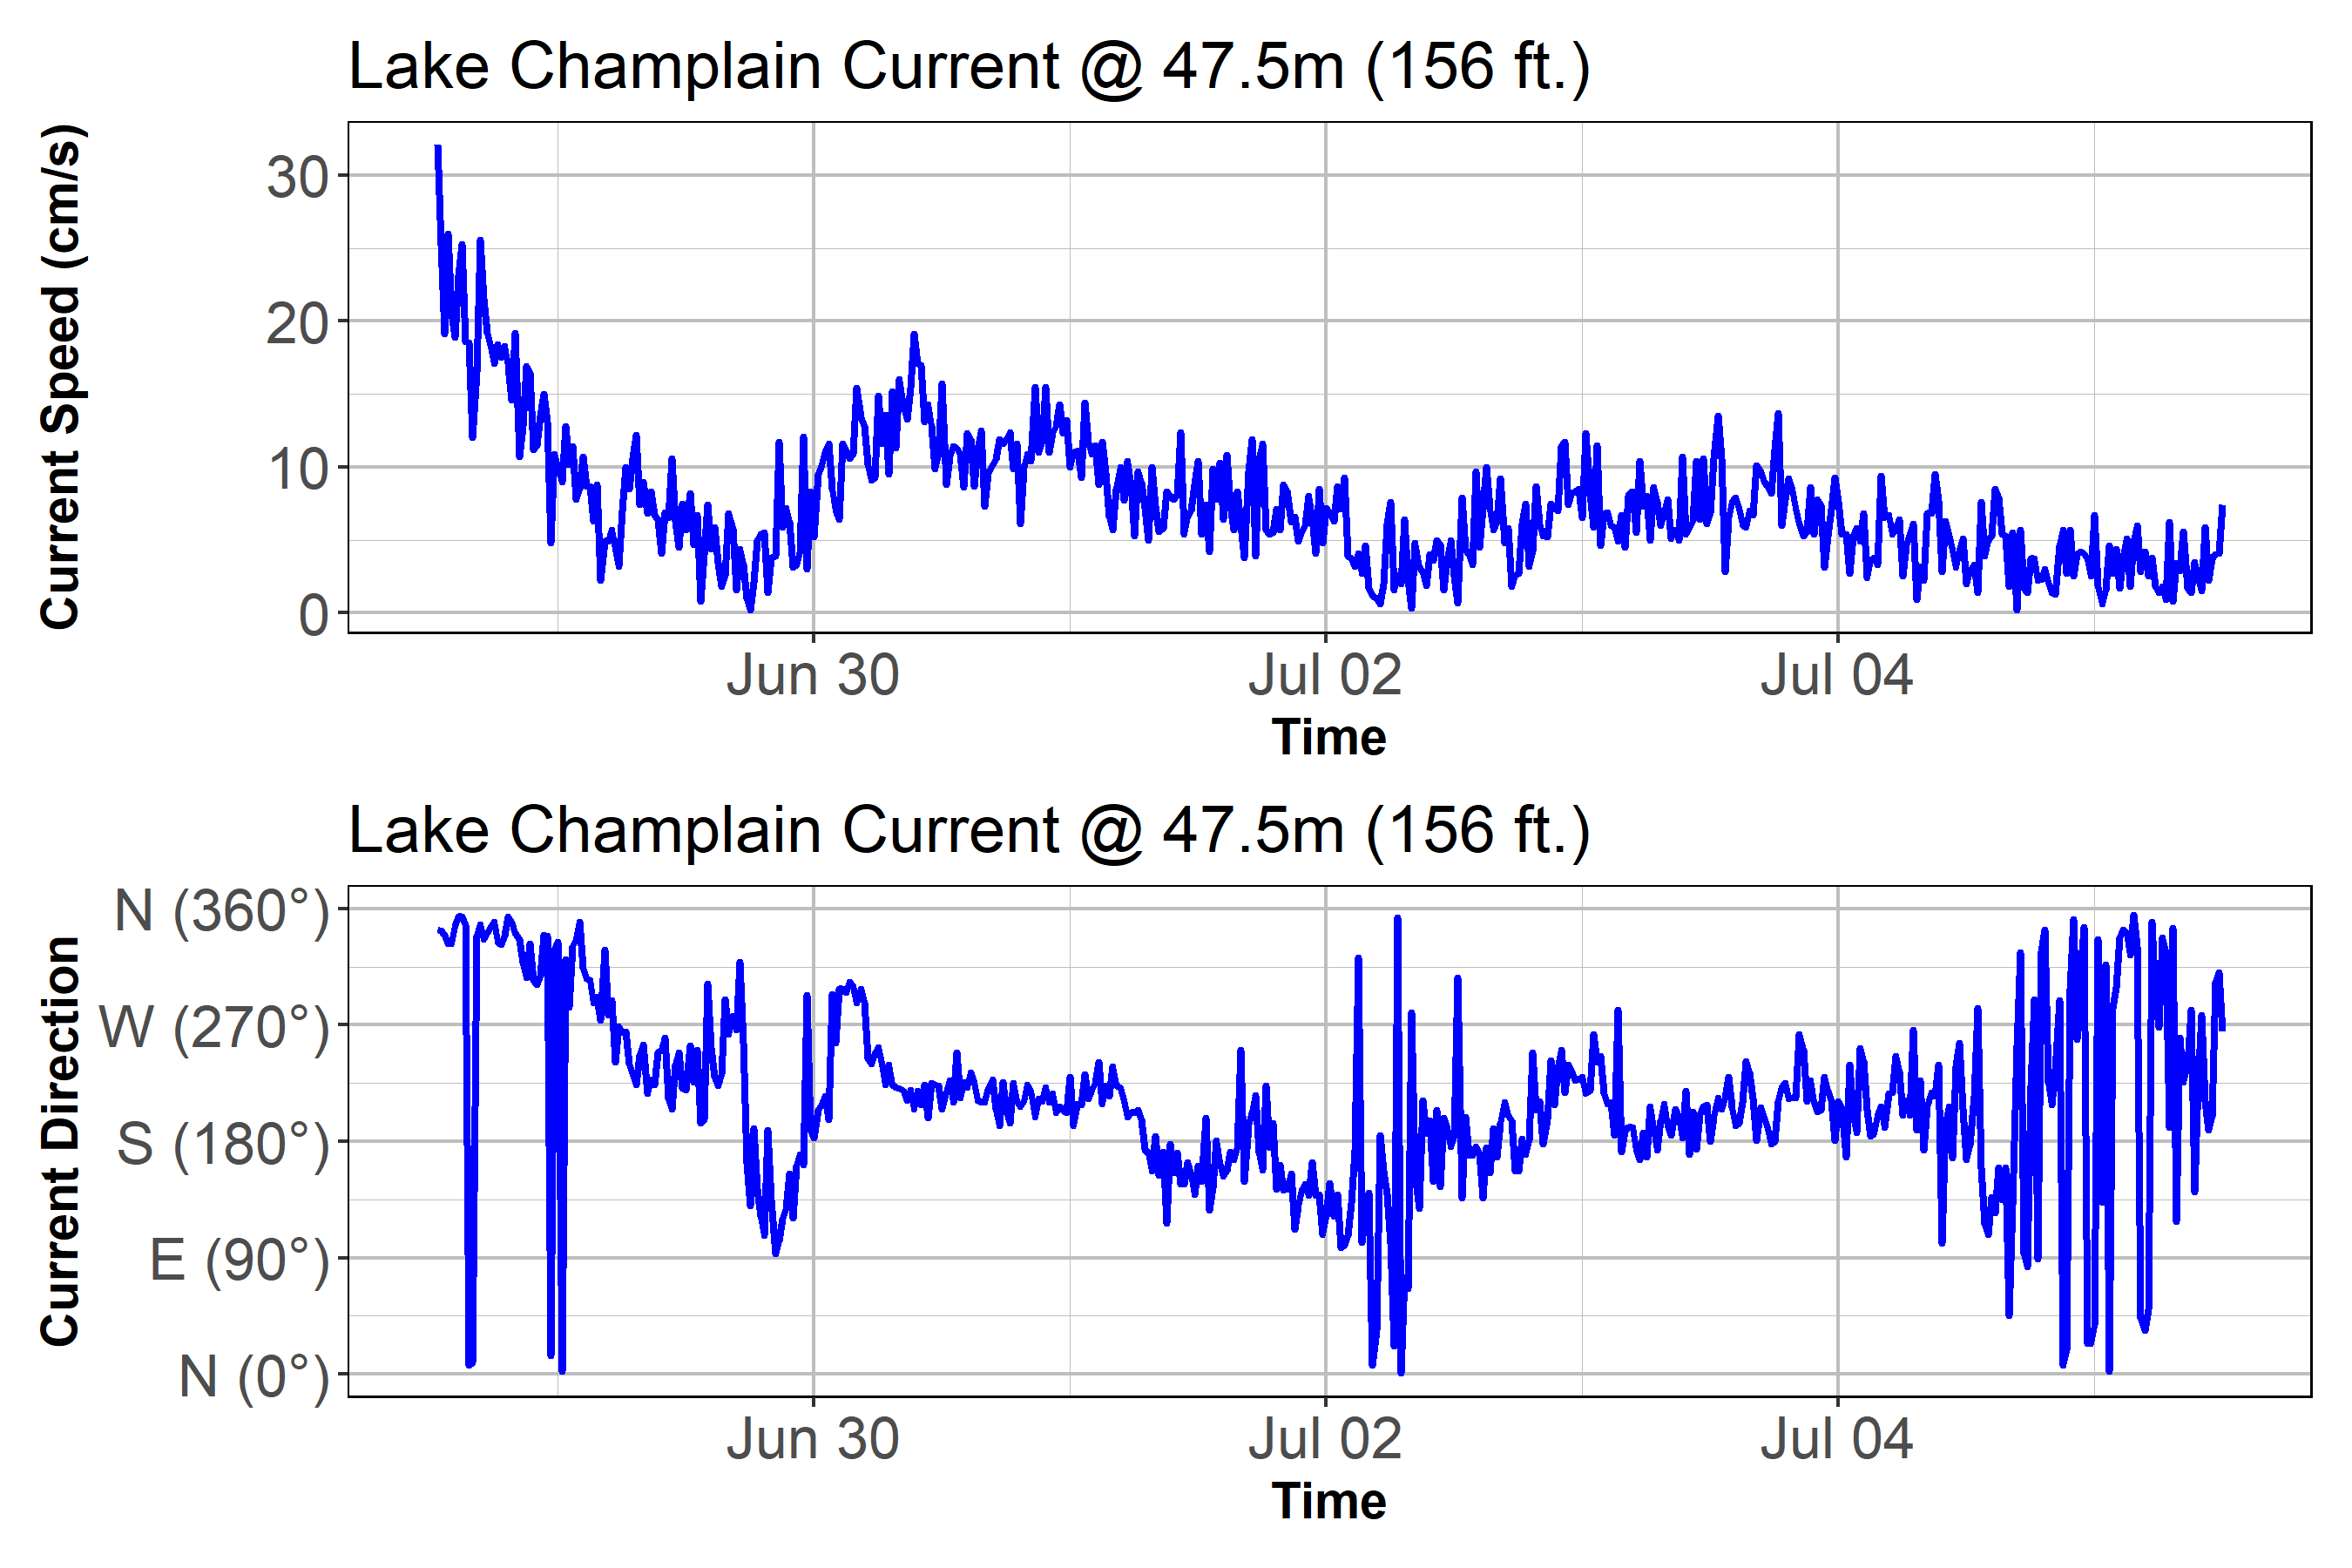 Lake Champlain Current @ 47.5m (156 ft.)
Current Speed (cm/s)
30
20
10
0
Jun 30
Jul 02
Jul 04
Time
Lake Champlain Current @ 47.5m (156 ft.)
Current Direction
N (360°)
W (270°)
S (180°)
E (90°)
N (0°)
Jun 30
Jul 02
Jul 04
Time